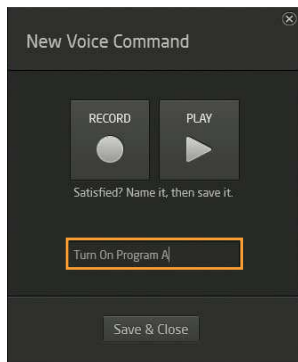 New Voice Command
RECORD
PLAY
Satisfied? Name it, then save it.
Turn On Program A
Save & Close